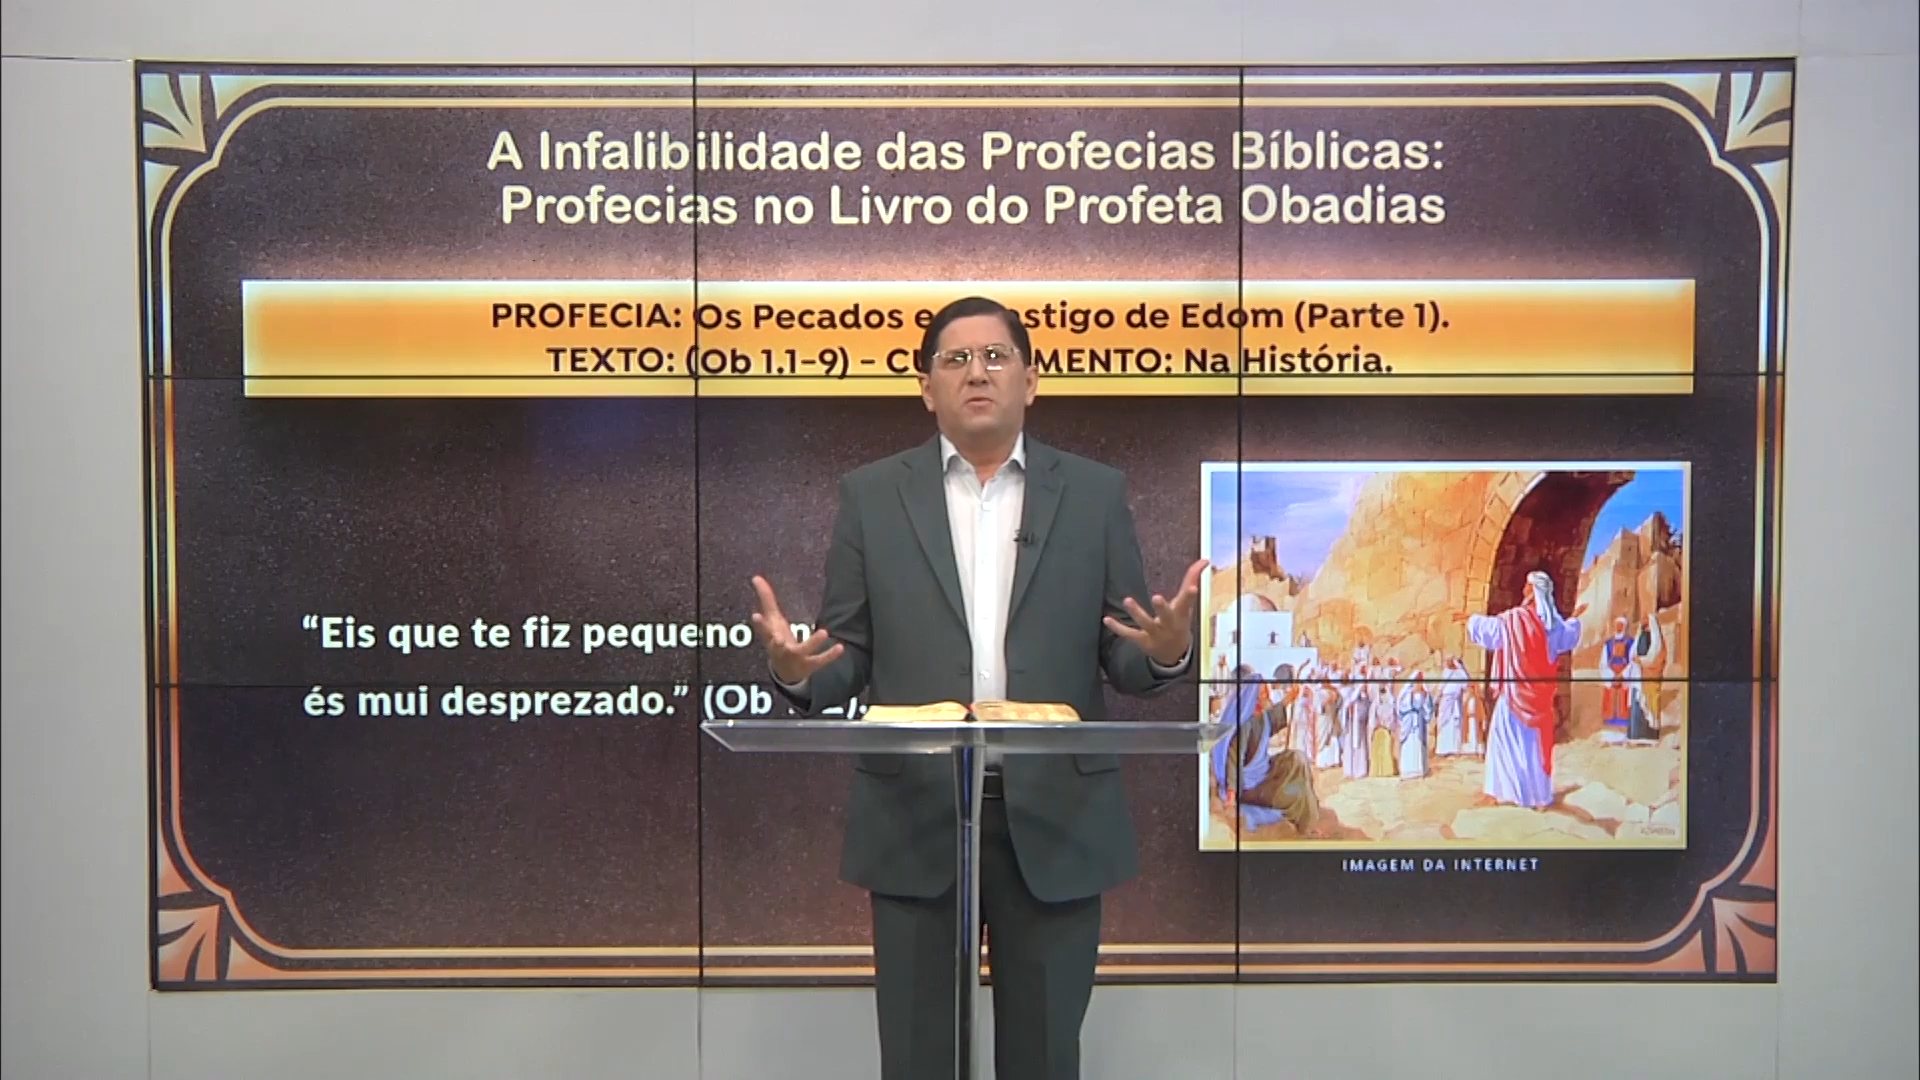 A Infalibilidade das Profecias Bíblicas:
Profecias no Livro do Profeta Obadias
PROFECIA: Os Pecados e astigo de Edom (Parte 1).
TEXTO: (Ob 1.1-9) - CU MENTO: Na História.
“Eis que te fiz pequeno
és mui desprezado.” (Ob
IMAGEM DA INTERNET